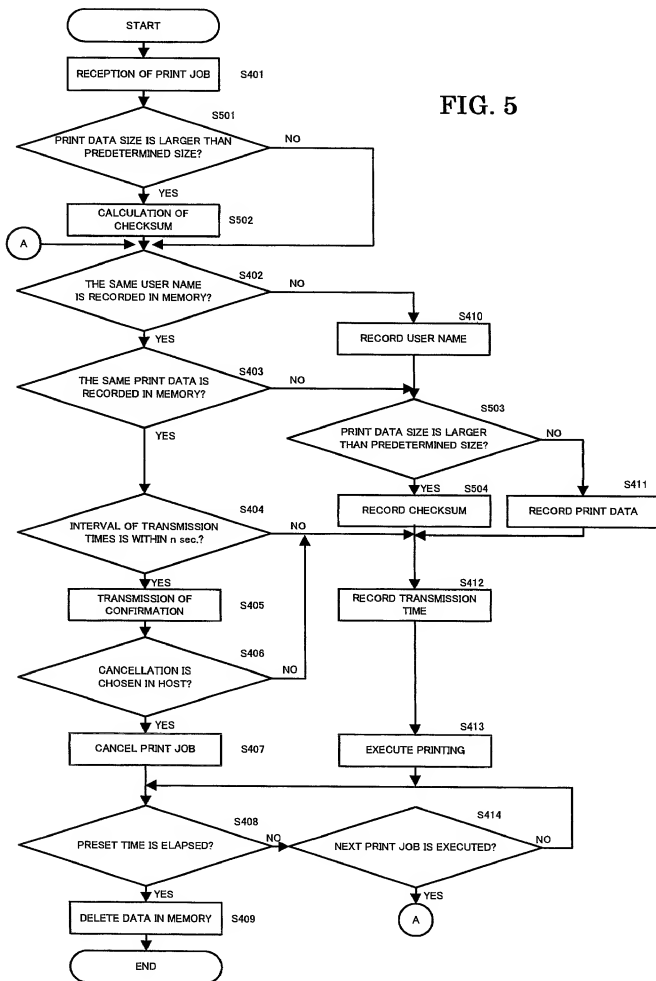 START
RECEPTION OF PRINT JOB
S401
FIG. 5
S501
PRINT DATA SIZE IS LARGER THAN
PREDETERMINED SIZE?
NO
YES
CALCULATION OF
CHECKSUM
S502
A
S402
THE SAME USER NAME
IS RECORDED IN MEMORY?
NO
S410
RECORD USER NAME
YES
S403
THE SAME PRINT DATA IS
RECORDED IN MEMORY?
NO
S503
PRINT DATA SIZE IS LARGER
THAN PREDETERMINED SIZE?
NO
YES
YES
S504
S411
RECORD CHECKSUM
RECORD PRINT DATA
S404
INTERVAL OF TRANSMISSION
TIMES IS WITHIN n sec.?
NO
YES
S412
TRANSMISSION OF
CONFIRMATION
S405
RECORD TRANSMISSION
TIME
S406
CANCELLATION IS
CHOSEN IN HOST?
NO
YES
S413
CANCEL PRINT JOB
S407
EXECUTE PRINTING
S408
S414
PRESET TIME IS ELAPSED?
NO
NEXT PRINT JOB IS EXECUTED?
NO
YES
YES
DELETE DATA IN MEMORY
S409
A
END